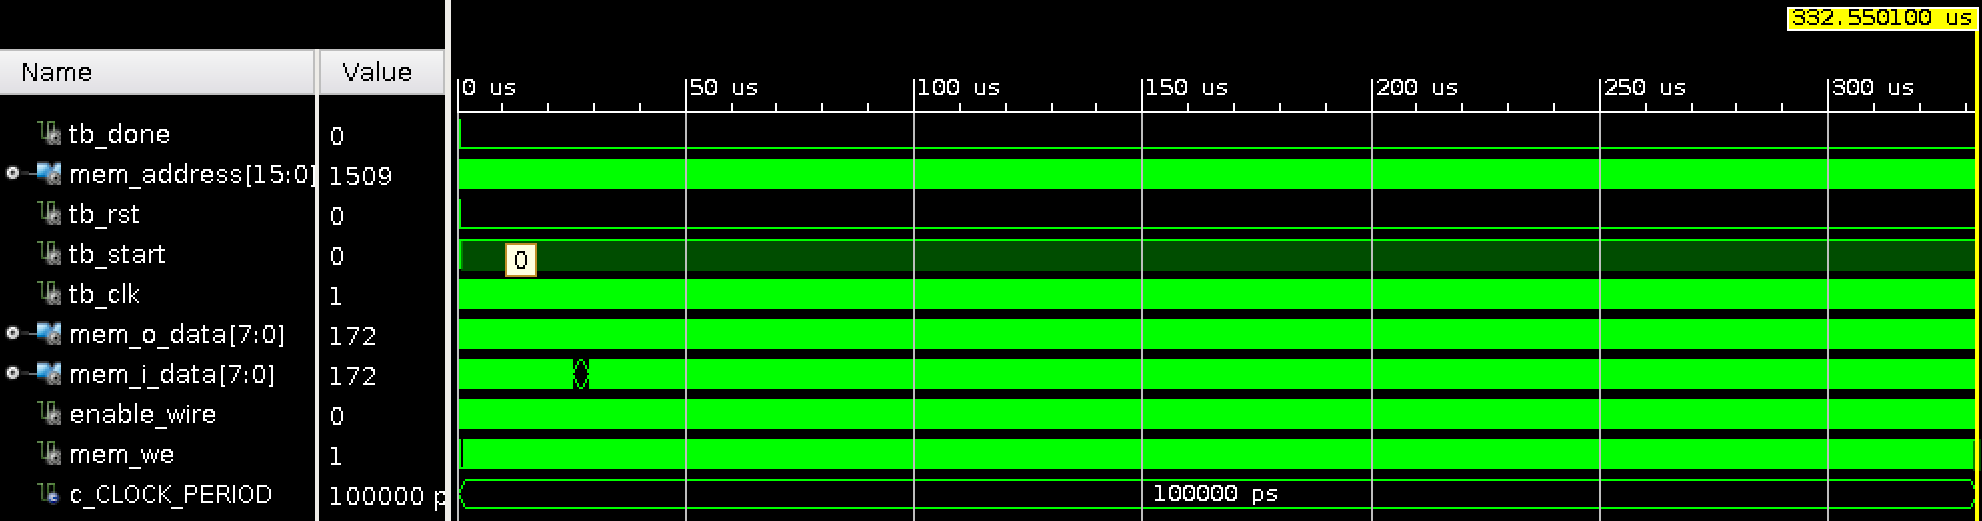 332.550100 us
Name Value
0 us 50 us 100 us 150 us 200 us 250 us 300 us
tb_done 0
mem_address[15:0] 1509
tb_rst 0
tb_start 0 0
tb_clk 1
mem_o_data[7:0] 172
mem_i_data[7:0] 172
enable_wire 0
mem_we 1
c_CLOCK_PERIOD 100000 p 100000 ps